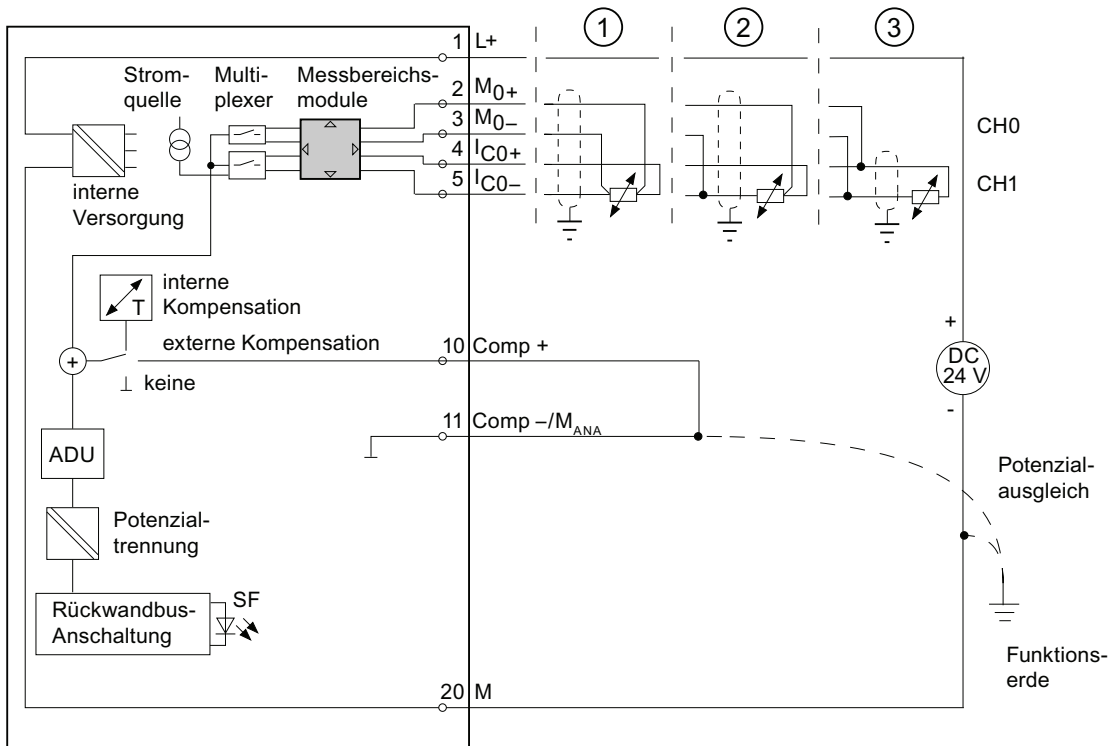 1 L+
1
2
3
Strom-
quelle
Multi-
plexer
Messbereichs-
module
2 M0+
3 M0–
4 IC0+
5 IC0–
CH0
CH1
interne
Versorgung
T
interne
Kompensation
+
externe Kompensation
keine
10 Comp +
11 Comp –/MANA
+
DC
24 V
-
ADU
Potenzial-
ausgleich
Potenzial-
trennung
Rückwandbus-
Anschaltung
SF
Funktions-
erde
20 M